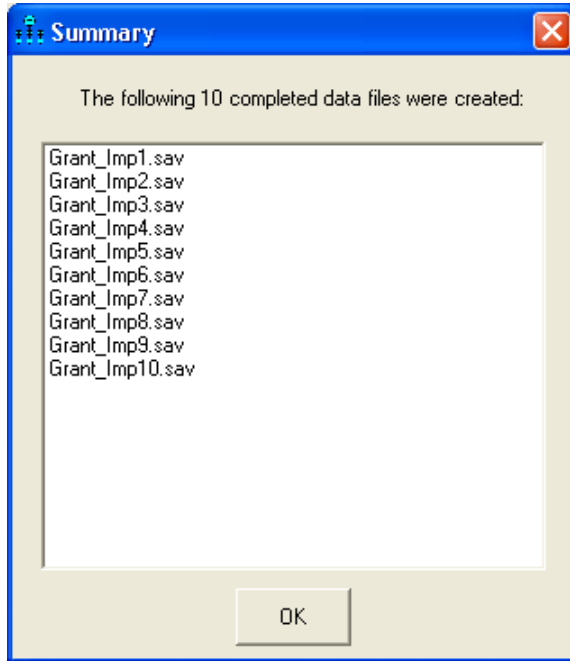 Summary
The following 10 completed data files were created:
Grant_Imp1.sav
Grant_Imp2.sav
Grant_Imp3.sav
Grant_Imp4.sav
Grant_Imp5.sav
Grant_Imp6.sav
Grant_Imp7.sav
Grant_Imp8.sav
Grant_Imp9.sav
Grant_Imp10.sav
OK